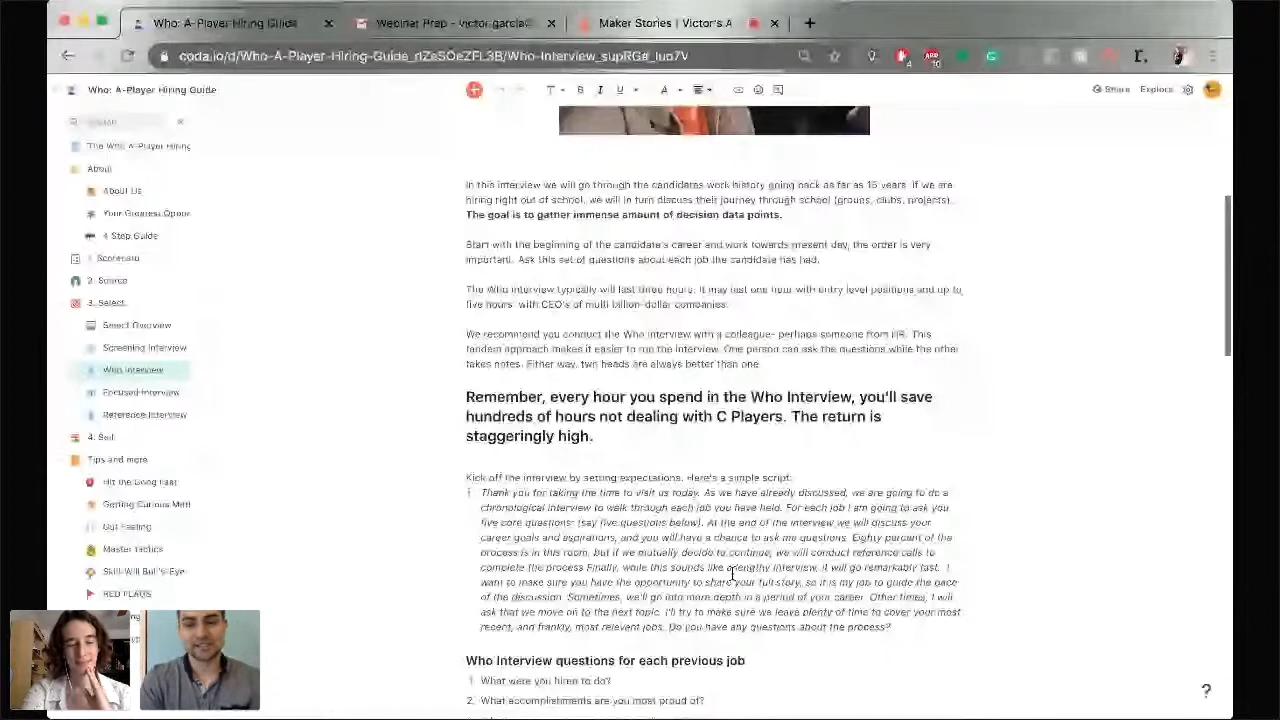 Who: A-Player Hiring Guide
Webinar Prep - victor.garcia
Maker Stories | Victor's A
coda.io/d/Who-A-Player-Hiring-Guide_dZeSOeZFL3B/Who-Interview_supRG#_luo7V
Who: A-Player Hiring Guide
Share
Explore
Search
The Who: A-Player Hiring
About
About Us
Your Greatest Oppor
4 Step Guide
1. Scorecard
2. Source
3. Select
Select Overview
Screening Interview
Who Interview
Focused Interview
Reference Interview
4. Sell
Tips and more
Hit the Gong Fast
Getting Curious Meth
Gut Feeling
Master Tactics
Skill-Will Bull's-Eye
RED FLAGS
In this interview we will go through the candidates work history going back as far as 15 years. If we are
hiring right out of school, we will in turn discuss their journey through school (groups, clubs, projects).
The goal is to gather immense amount of decision data points.
Start with the beginning of the candidate's career and work towards present day, the order is very
important. Ask this set of questions about each job the candidate has had.
The Who interview typically will last three hours. It may last one hour with entry level positions and up to
five hours with CEO's of multi billion-dollar companies.
We recommend you conduct the Who interview with a colleague- perhaps someone from HR. This
tandem approach makes it easier to run the interview. One person can ask the questions while the other
takes notes. Either way, two heads are always better than one.
Remember, every hour you spend in the Who Interview, you'll save
hundreds of hours not dealing with C Players. The return is
staggeringly high.
Kick off the interview by setting expectations. Here's a simple script:
Thank you for taking the time to visit us today. As we have already discussed, we are going to do a
chronological interview to walk through each job you have held. For each job I am going to ask you
five core questions: (say five questions below). At the end of the interview we will discuss your
career goals and aspirations, and you will have a chance to ask me questions. Eighty percent of the
process is in this room, but if we mutually decide to continue, we will conduct reference calls to
complete the process Finally, while this sounds like a lengthy interview, it will go remarkably fast. I
want to make sure you have the opportunity to share your full story, so it is my job to guide the pace
of the discussion. Sometimes, we'll go into more depth in a period of your career. Other times, I will
ask that we move on to the next topic. I'll try to make sure we leave plenty of time to cover your most
recent, and frankly, most relevent jobs. Do you have any questions about the process?
Who Interview questions for each previous job
1. What were you hired to do?
2. What accomplishments are you most proud of?